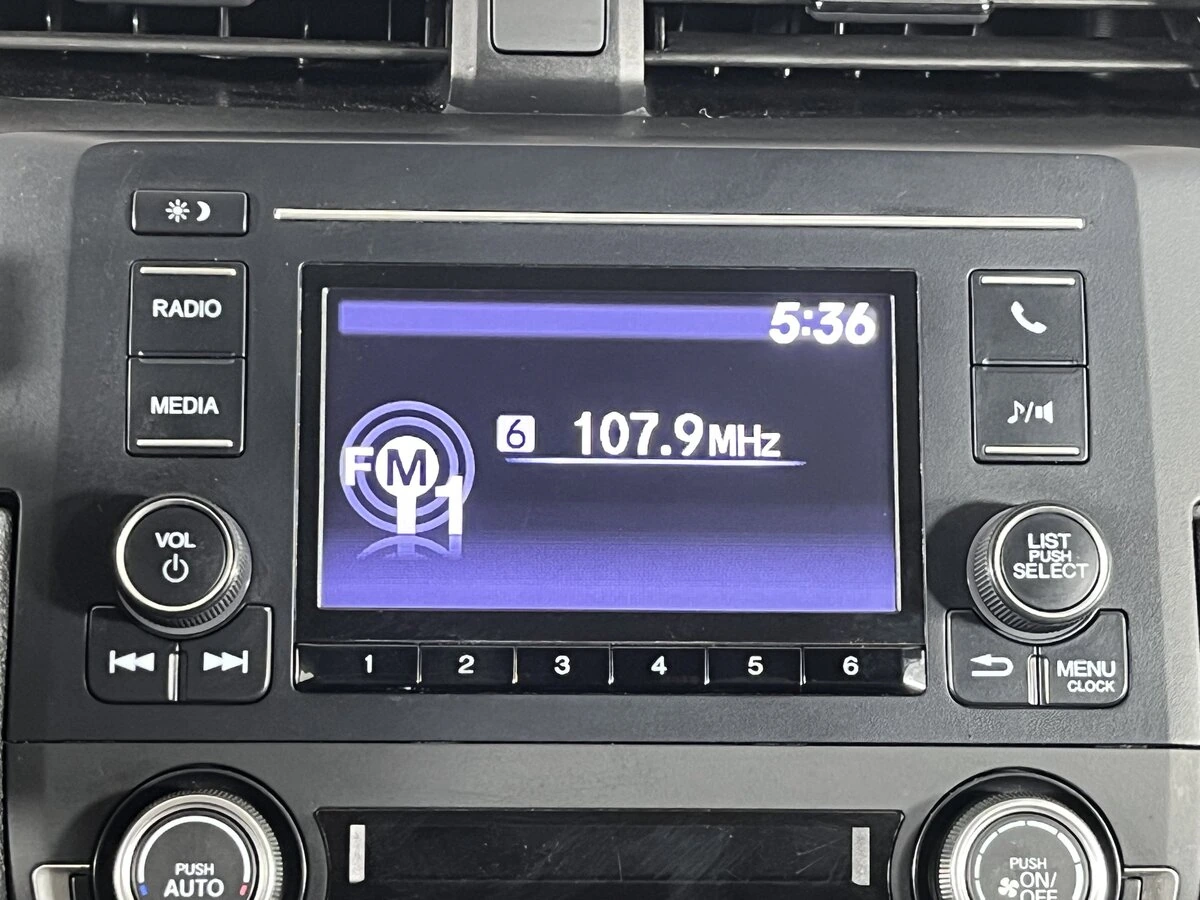 5:36
RADIO
MEDIA
FM
1
6 107.9MHz
VOL
LIST
PUSH
SELECT
1 2 3 4 5 6
MENU
CLOCK
PUSH
AUTO
PUSH
ON/
OFF